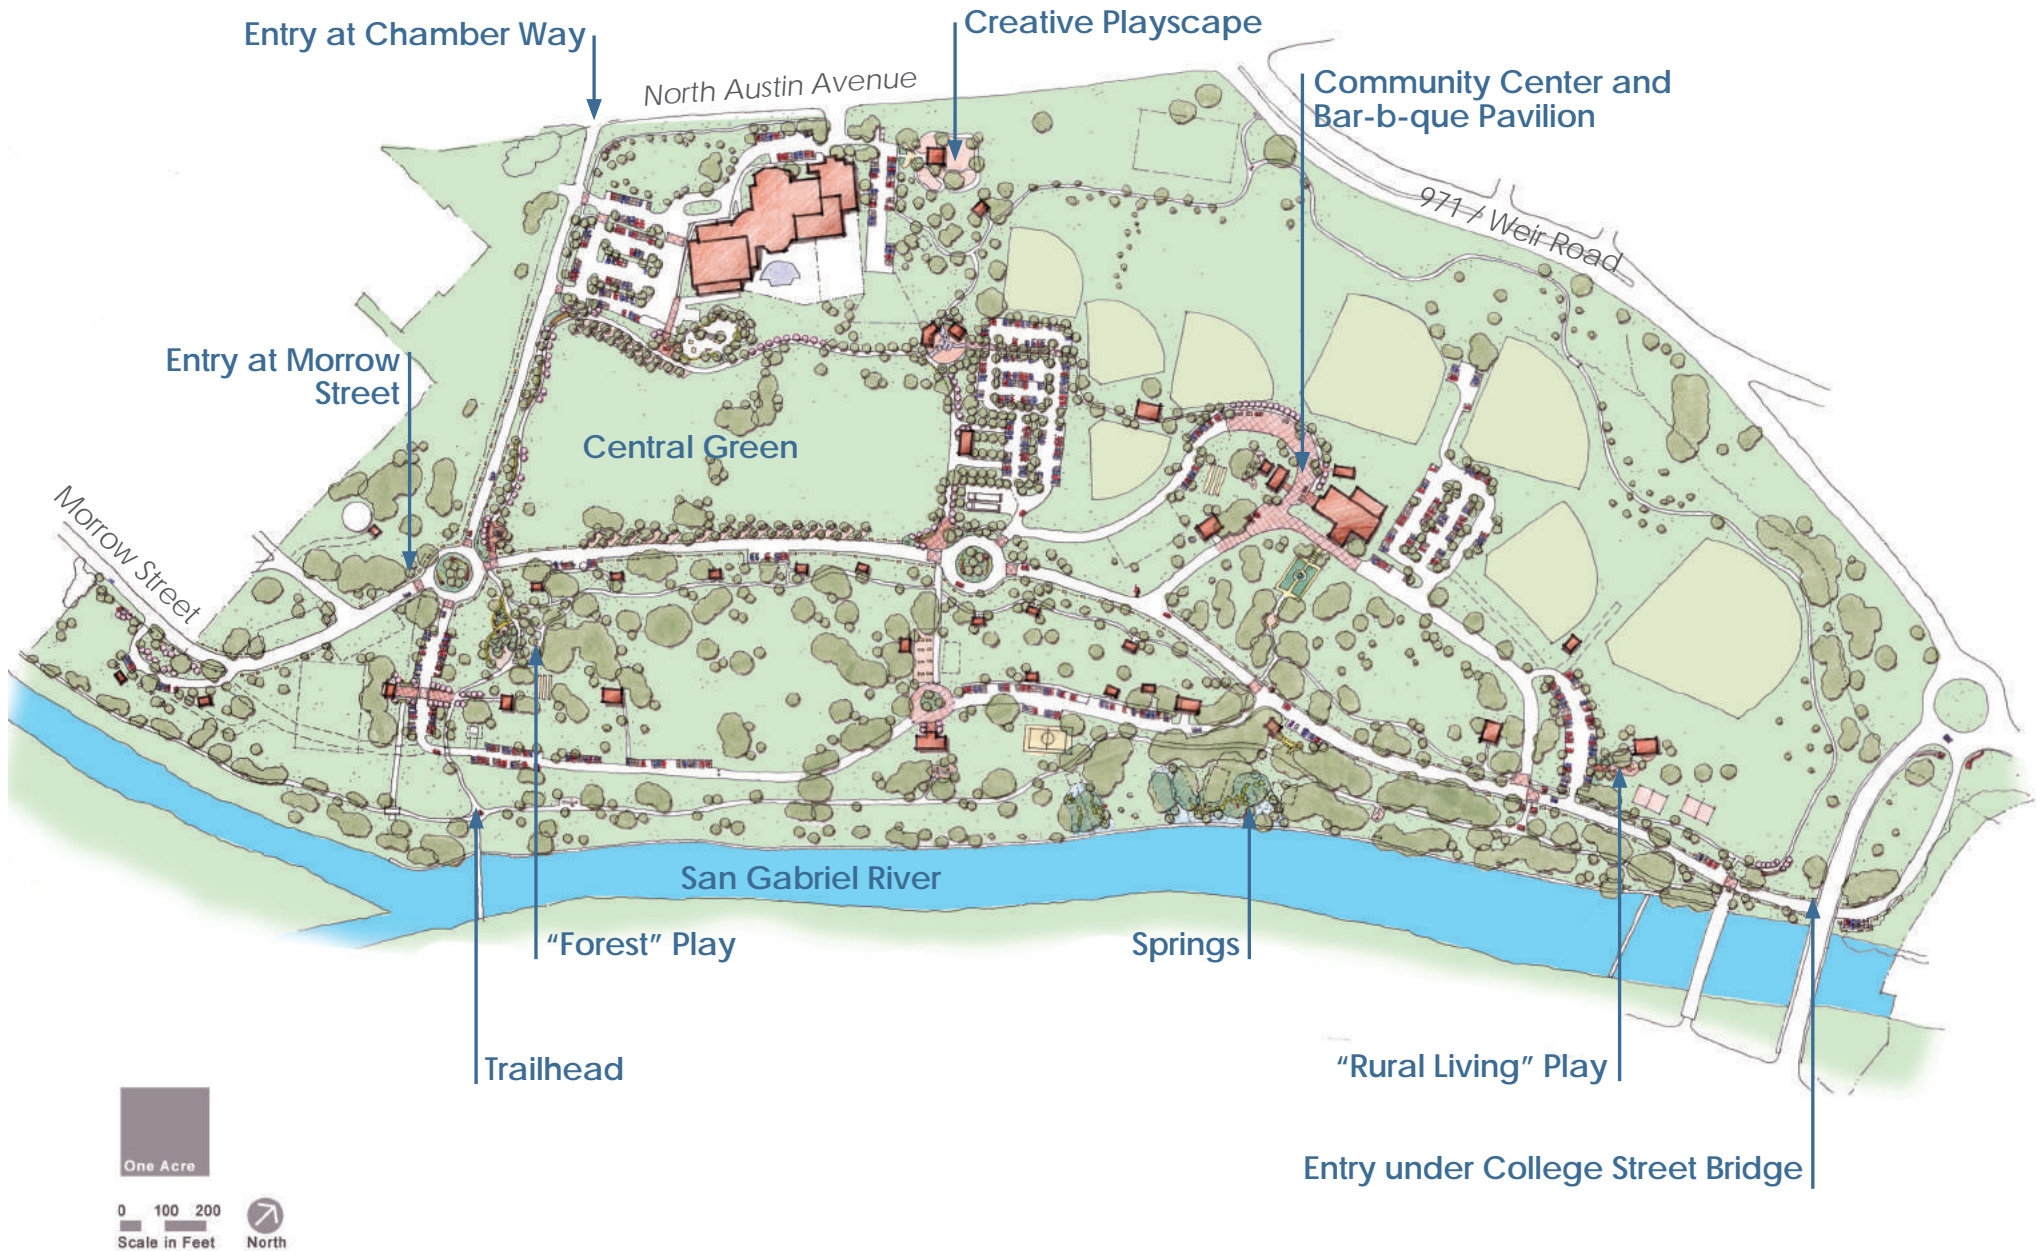 Entry at Chamber Way
Creative Playscape
North Austin Avenue
Community Center and
Bar-b-que Pavilion
971 / Weir Road
Entry at Morrow
Street
Central Green
Morrow Street
San Gabriel River
“Forest” Play
Springs
Trailhead
“Rural Living” Play
Entry under College Street Bridge
One Acre
0 100 200
Scale in Feet
North